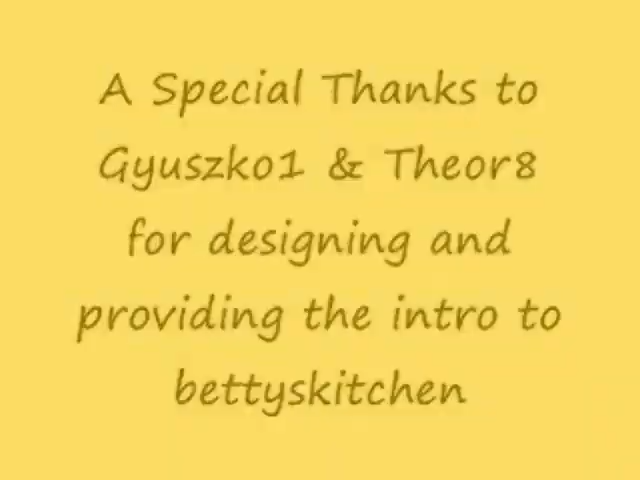 A Special Thanks to
Gyuszko1 & Theor8
for designing and
providing the intro to
bettyskitchen